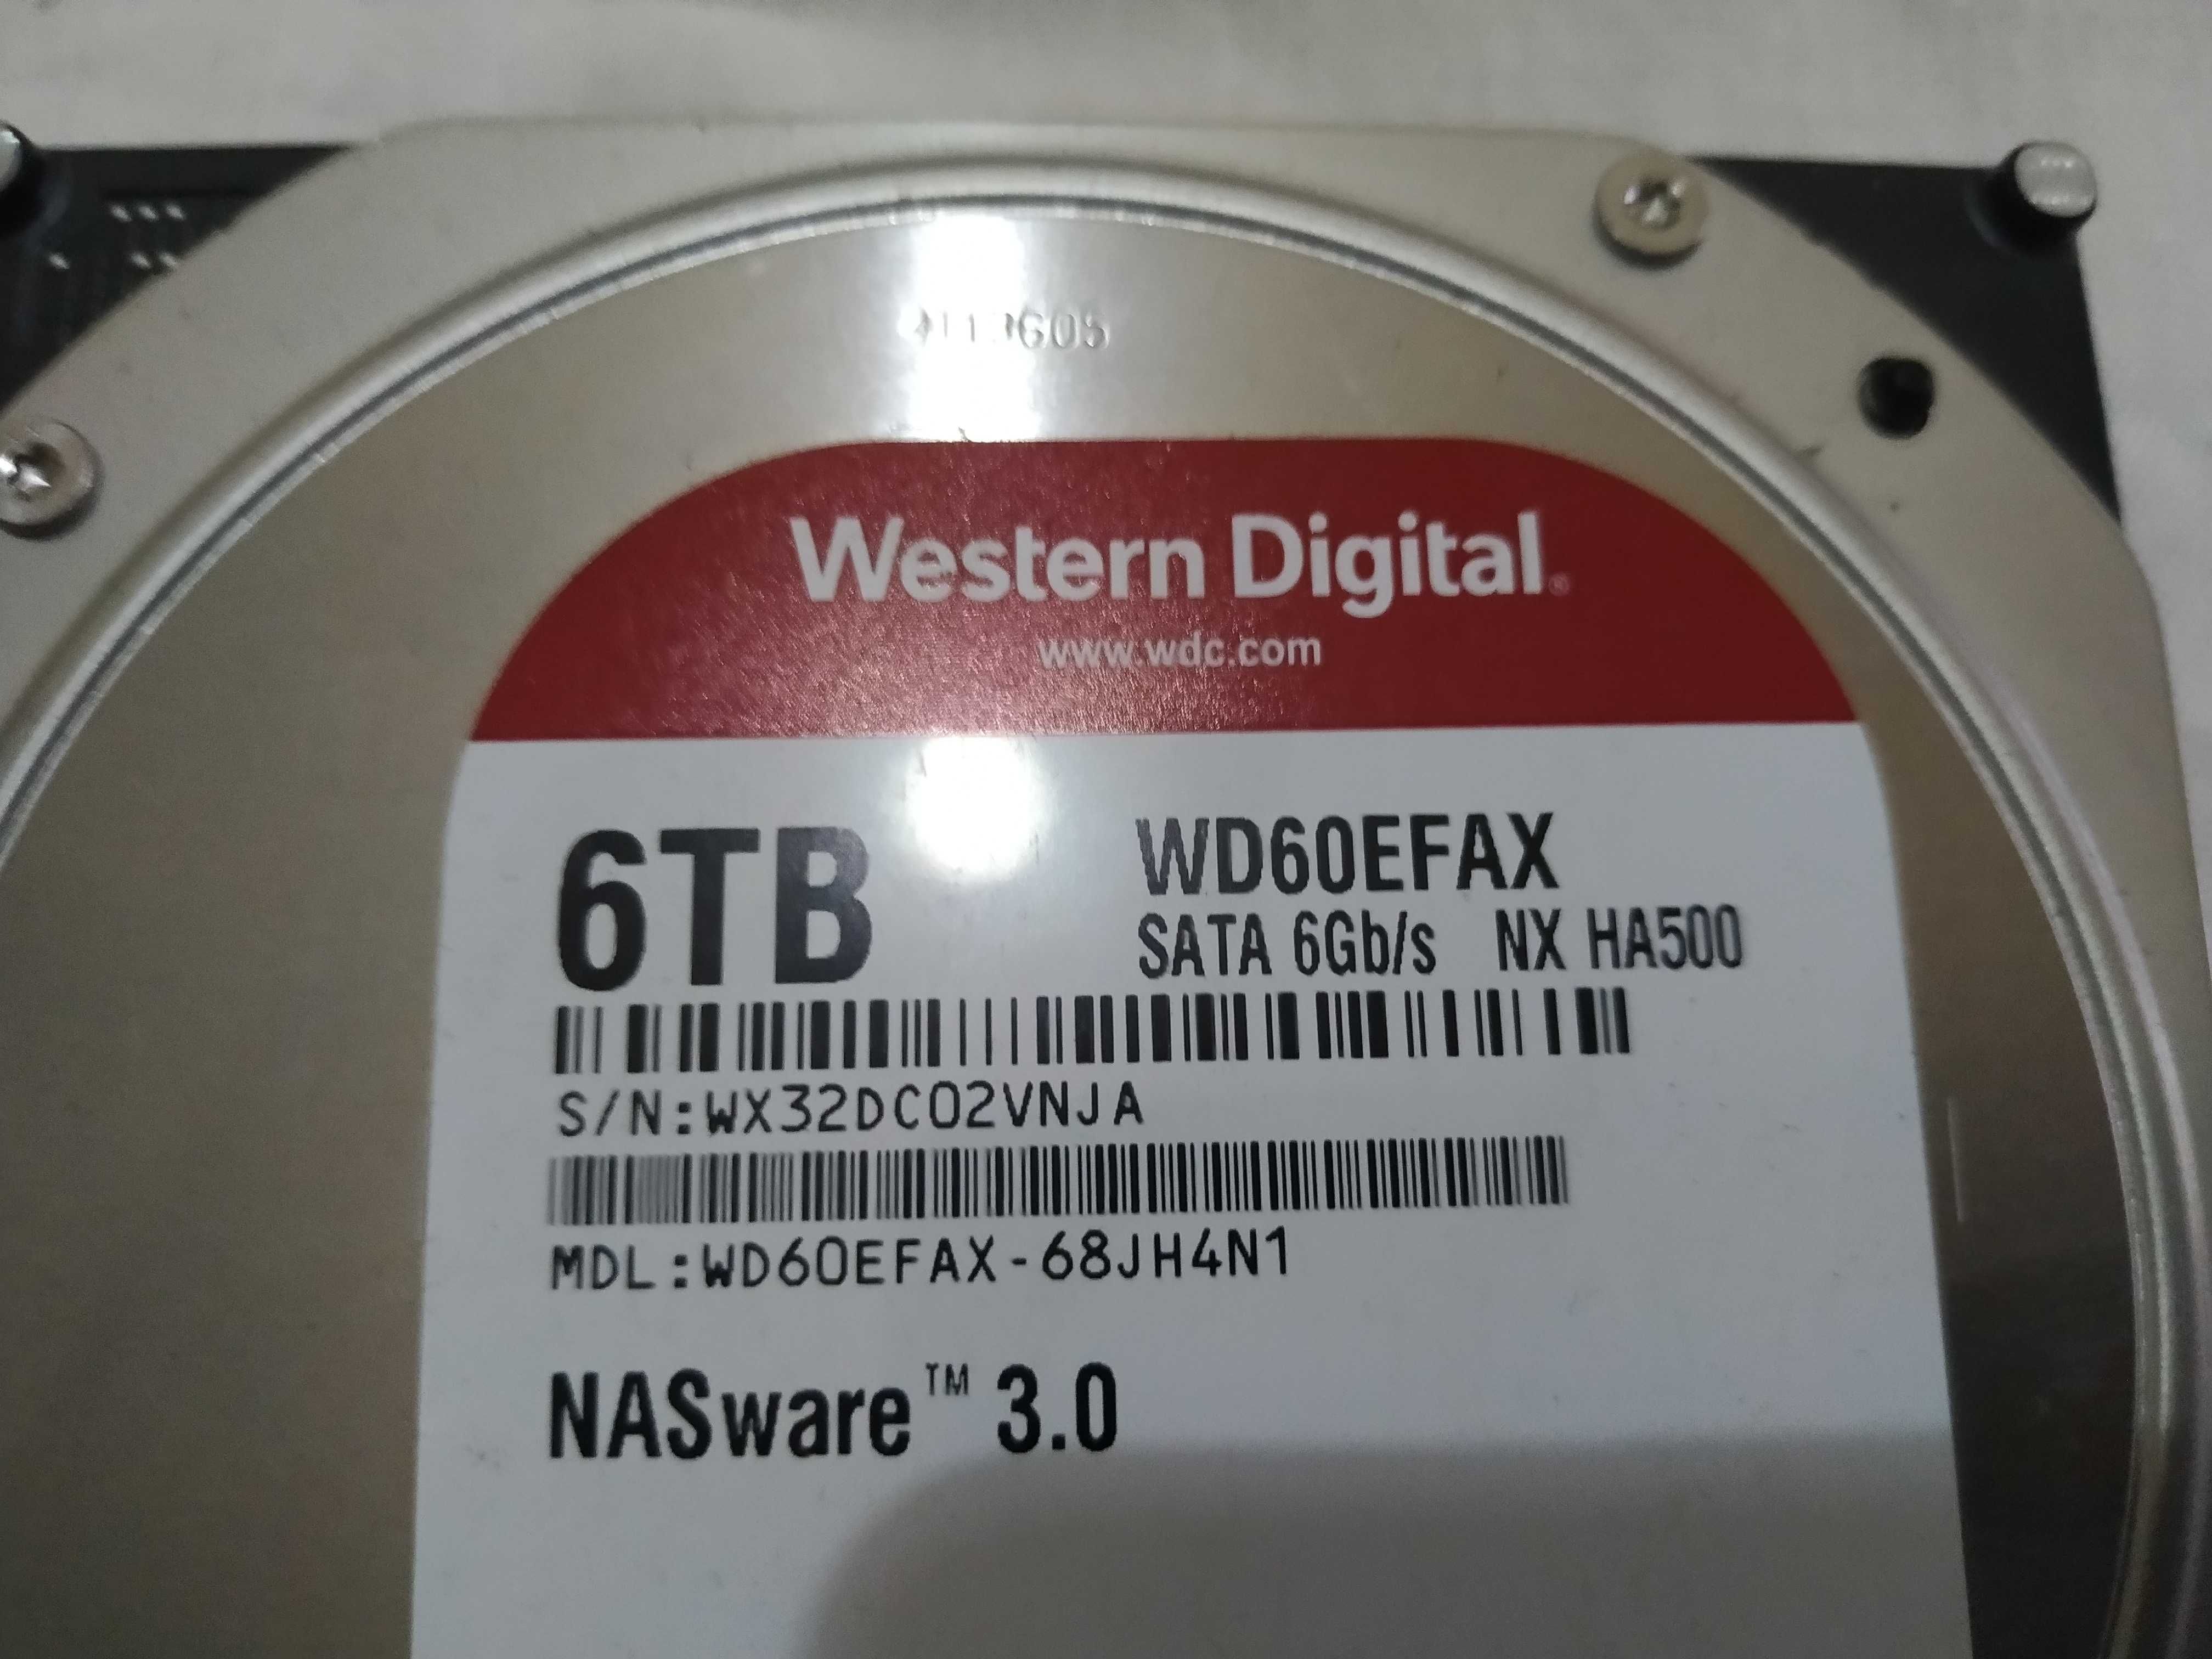 Western Digital®
www.wdc.com
6TB
WD60EFAX
SATA 6Gb/s NX HA500
S/N:WX32DC02VNJA
MDL:WD60EFAX-68JH4N1
NASware™ 3.0